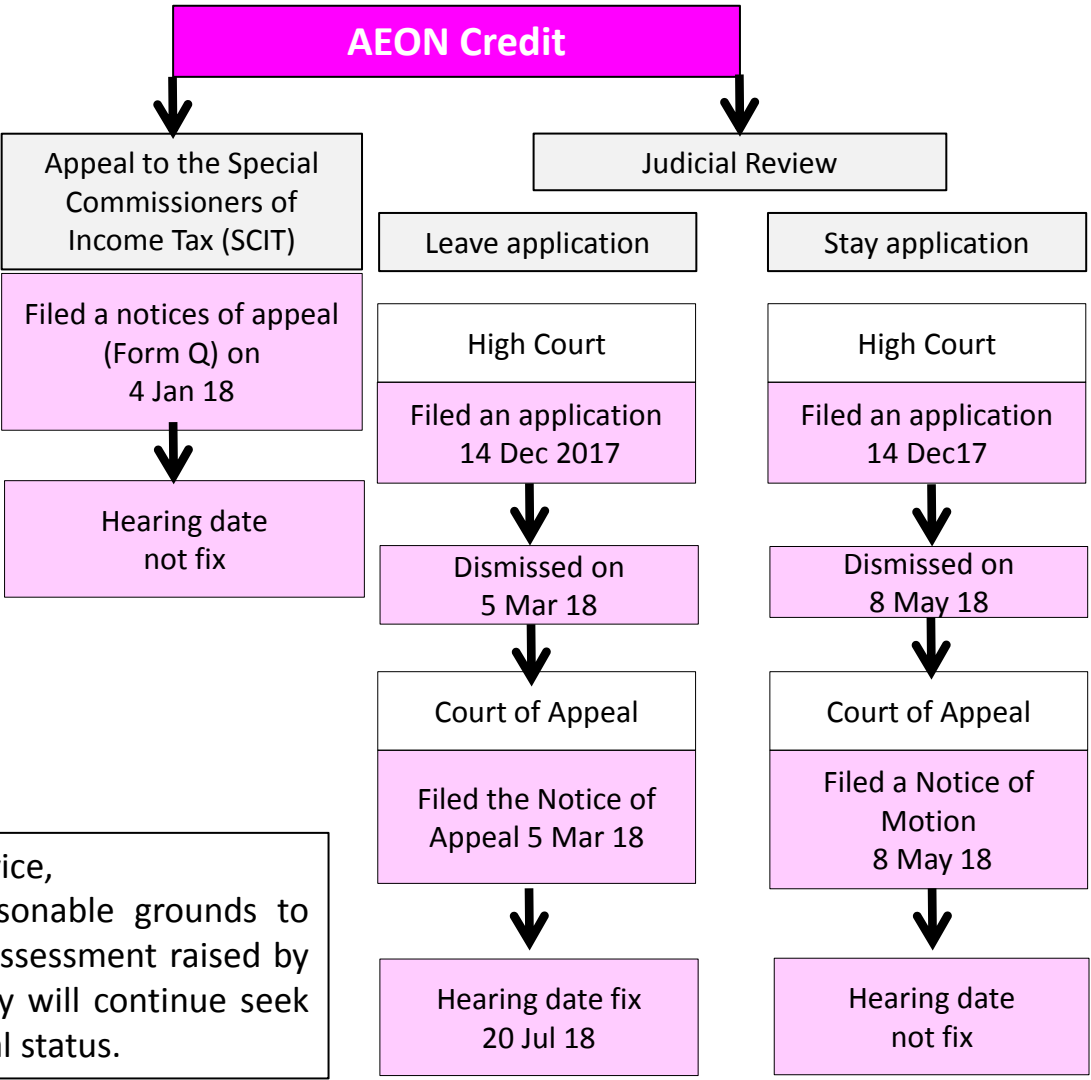 AEON Credit
Appeal to the Special
Commissioners of
Income Tax (SCIT)
Filed a notices of appeal
(Form Q) on
4 Jan 18
Hearing date
not fix
Judicial Review
Leave application
High Court
Filed an application
14 Dec 2017
Dismissed on
5 Mar 18
Court of Appeal
Filed the Notice of
Appeal 5 Mar 18
Hearing date fix
20 Jul 18
Stay application
High Court
Filed an application
14 Dec17
Dismissed on
8 May 18
Court of Appeal
Filed a Notice of
Motion
8 May 18
Hearing date
not fix
grounds to
raised by
will continue seek
status.